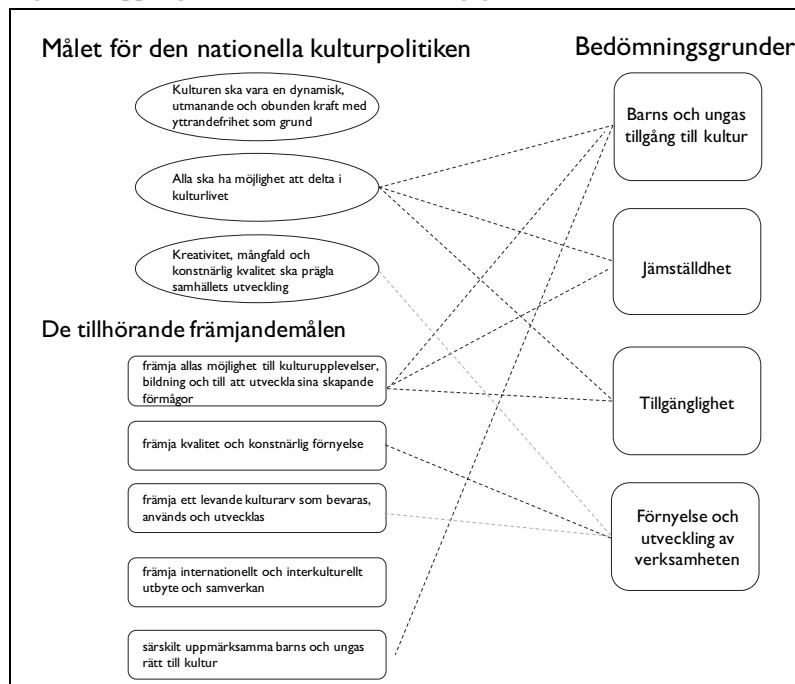 Målet för den nationella kulturpolitiken
Kulturen ska vara en dynamisk,
utmanande och obunden kraft med
yttrandefrihet som grund
Alla ska ha möjlighet att delta i
kulturlivet
Kreativitet, mångfald och
konstnärlig kvalitet ska prägla
samhällets utveckling
De tillhörande främjandemålen
främja allas möjlighet till kulturupplevelser,
bildning och till att utveckla sina skapande
förmågor
främja kvalitet och konstnärlig förnyelse
främja ett levande kulturarv som bevaras,
används och utvecklas
främja internationellt och interkulturellt
utbyte och samverkan
särskilt uppmärksamma barns och ungas
rätt till kultur
Bedömningsgrunder
Barns och ungas
tillgång till kultur
Jämställdhet
Tillgänglighet
Förnyelse och
utveckling av
verksamheten